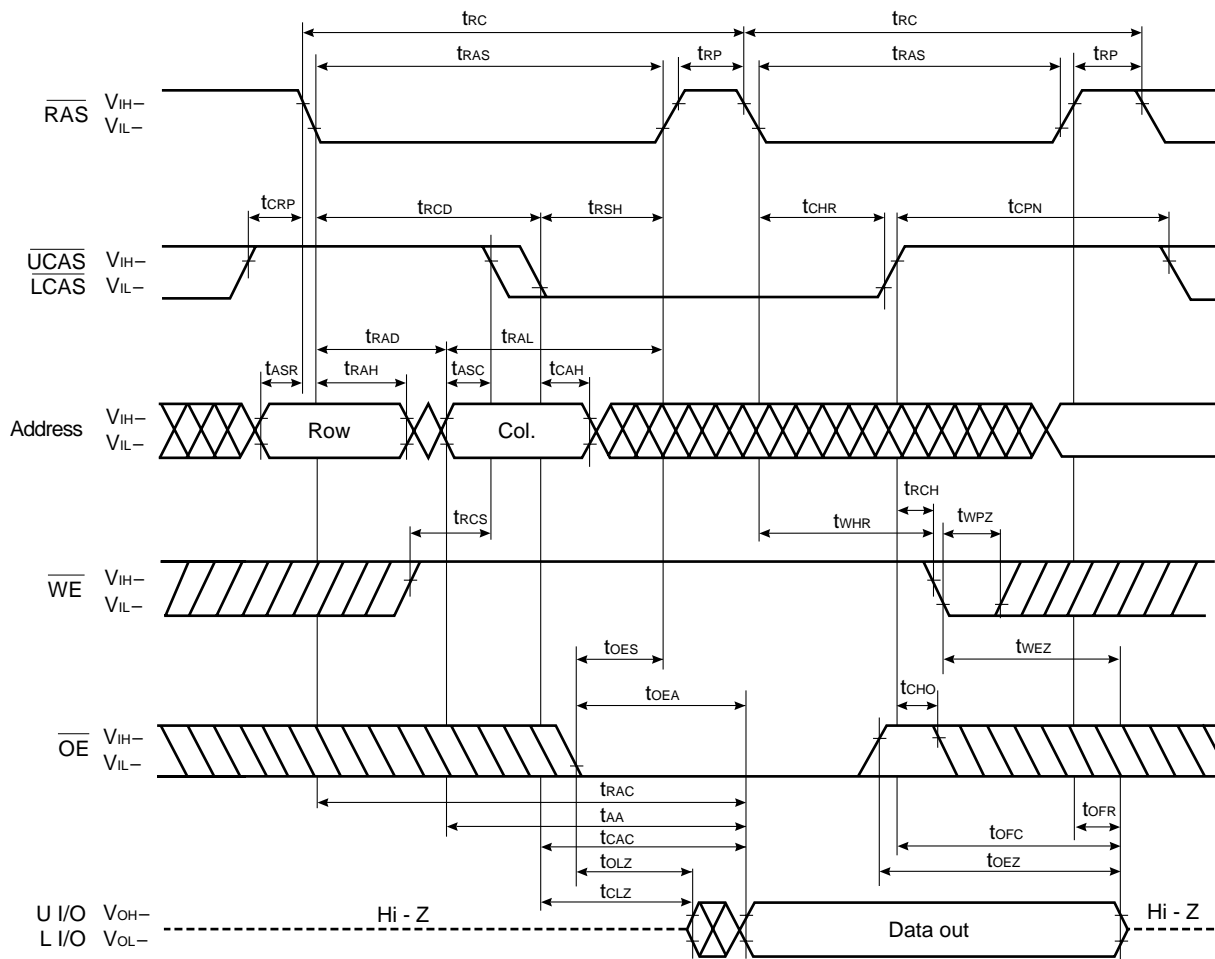 tRC tRC
tRAS tRP tRAS tRP
RAS VIH–
VIL–
tCRP tRCD tRSH tCHR tCPN
UCAS VIH–
LCAS VIL–
tRAD tRAL
tASR tRAH tASC tCAH
Address VIH–
VIL–
Row Col.
tRCH
tRCS tWHR tWPZ
WE VIH–
VIL–
tOES tWEZ
tOEA tCHO
OE VIH–
VIL–
tRAC
tAA tOFR
tCAC tOFC
tOLZ tOEZ
tCLZ
U I/O VOH–
L I/O VOL–
Hi - Z Data out Hi - Z